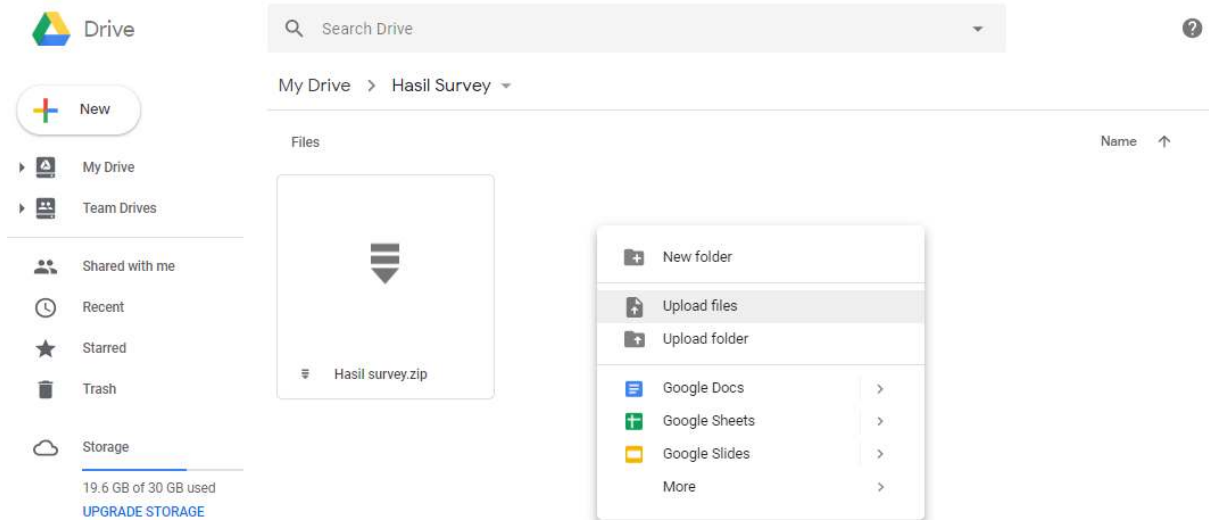 Drive
Search Drive
My Drive > Hasil Survey
New
Files
Name
My Drive
Team Drives
Shared with me
Recent
Starred
Trash
Storage
19.6 GB of 30 GB used
UPGRADE STORAGE
Hasil survey.zip
New folder
Upload files
Upload folder
Google Docs
Google Sheets
Google Slides
More